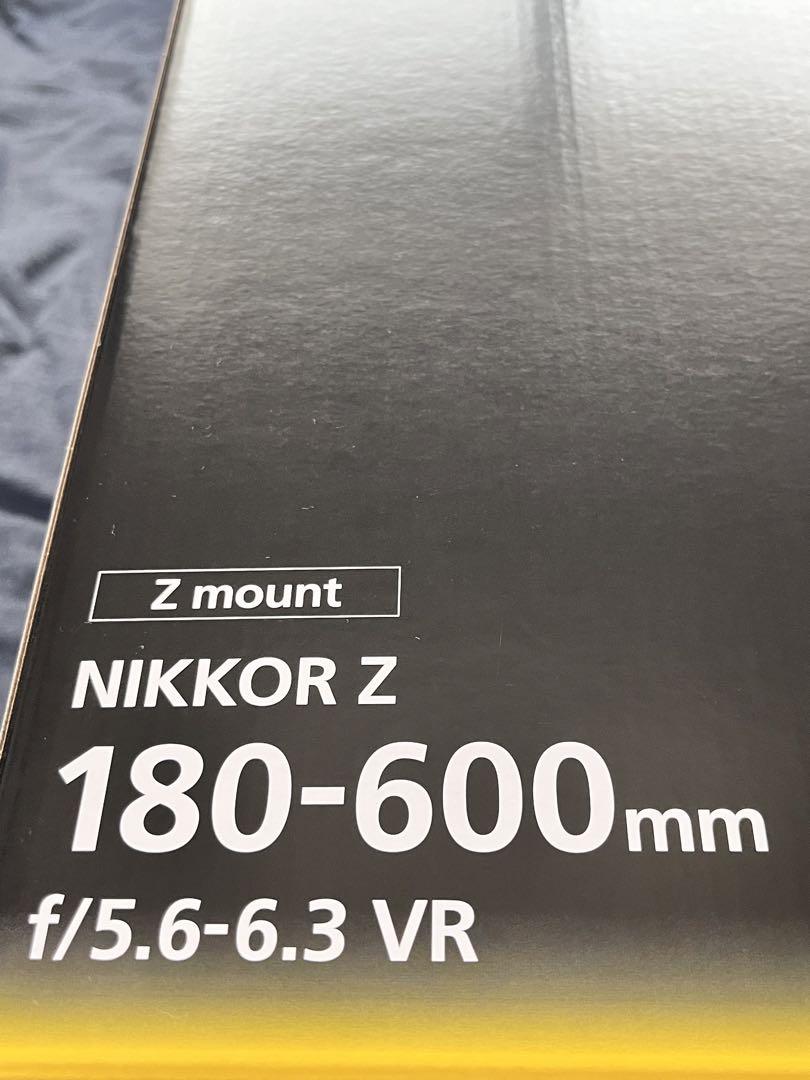 Z mount
NIKKOR Z
180-600mm
f/5.6-6.3 VR